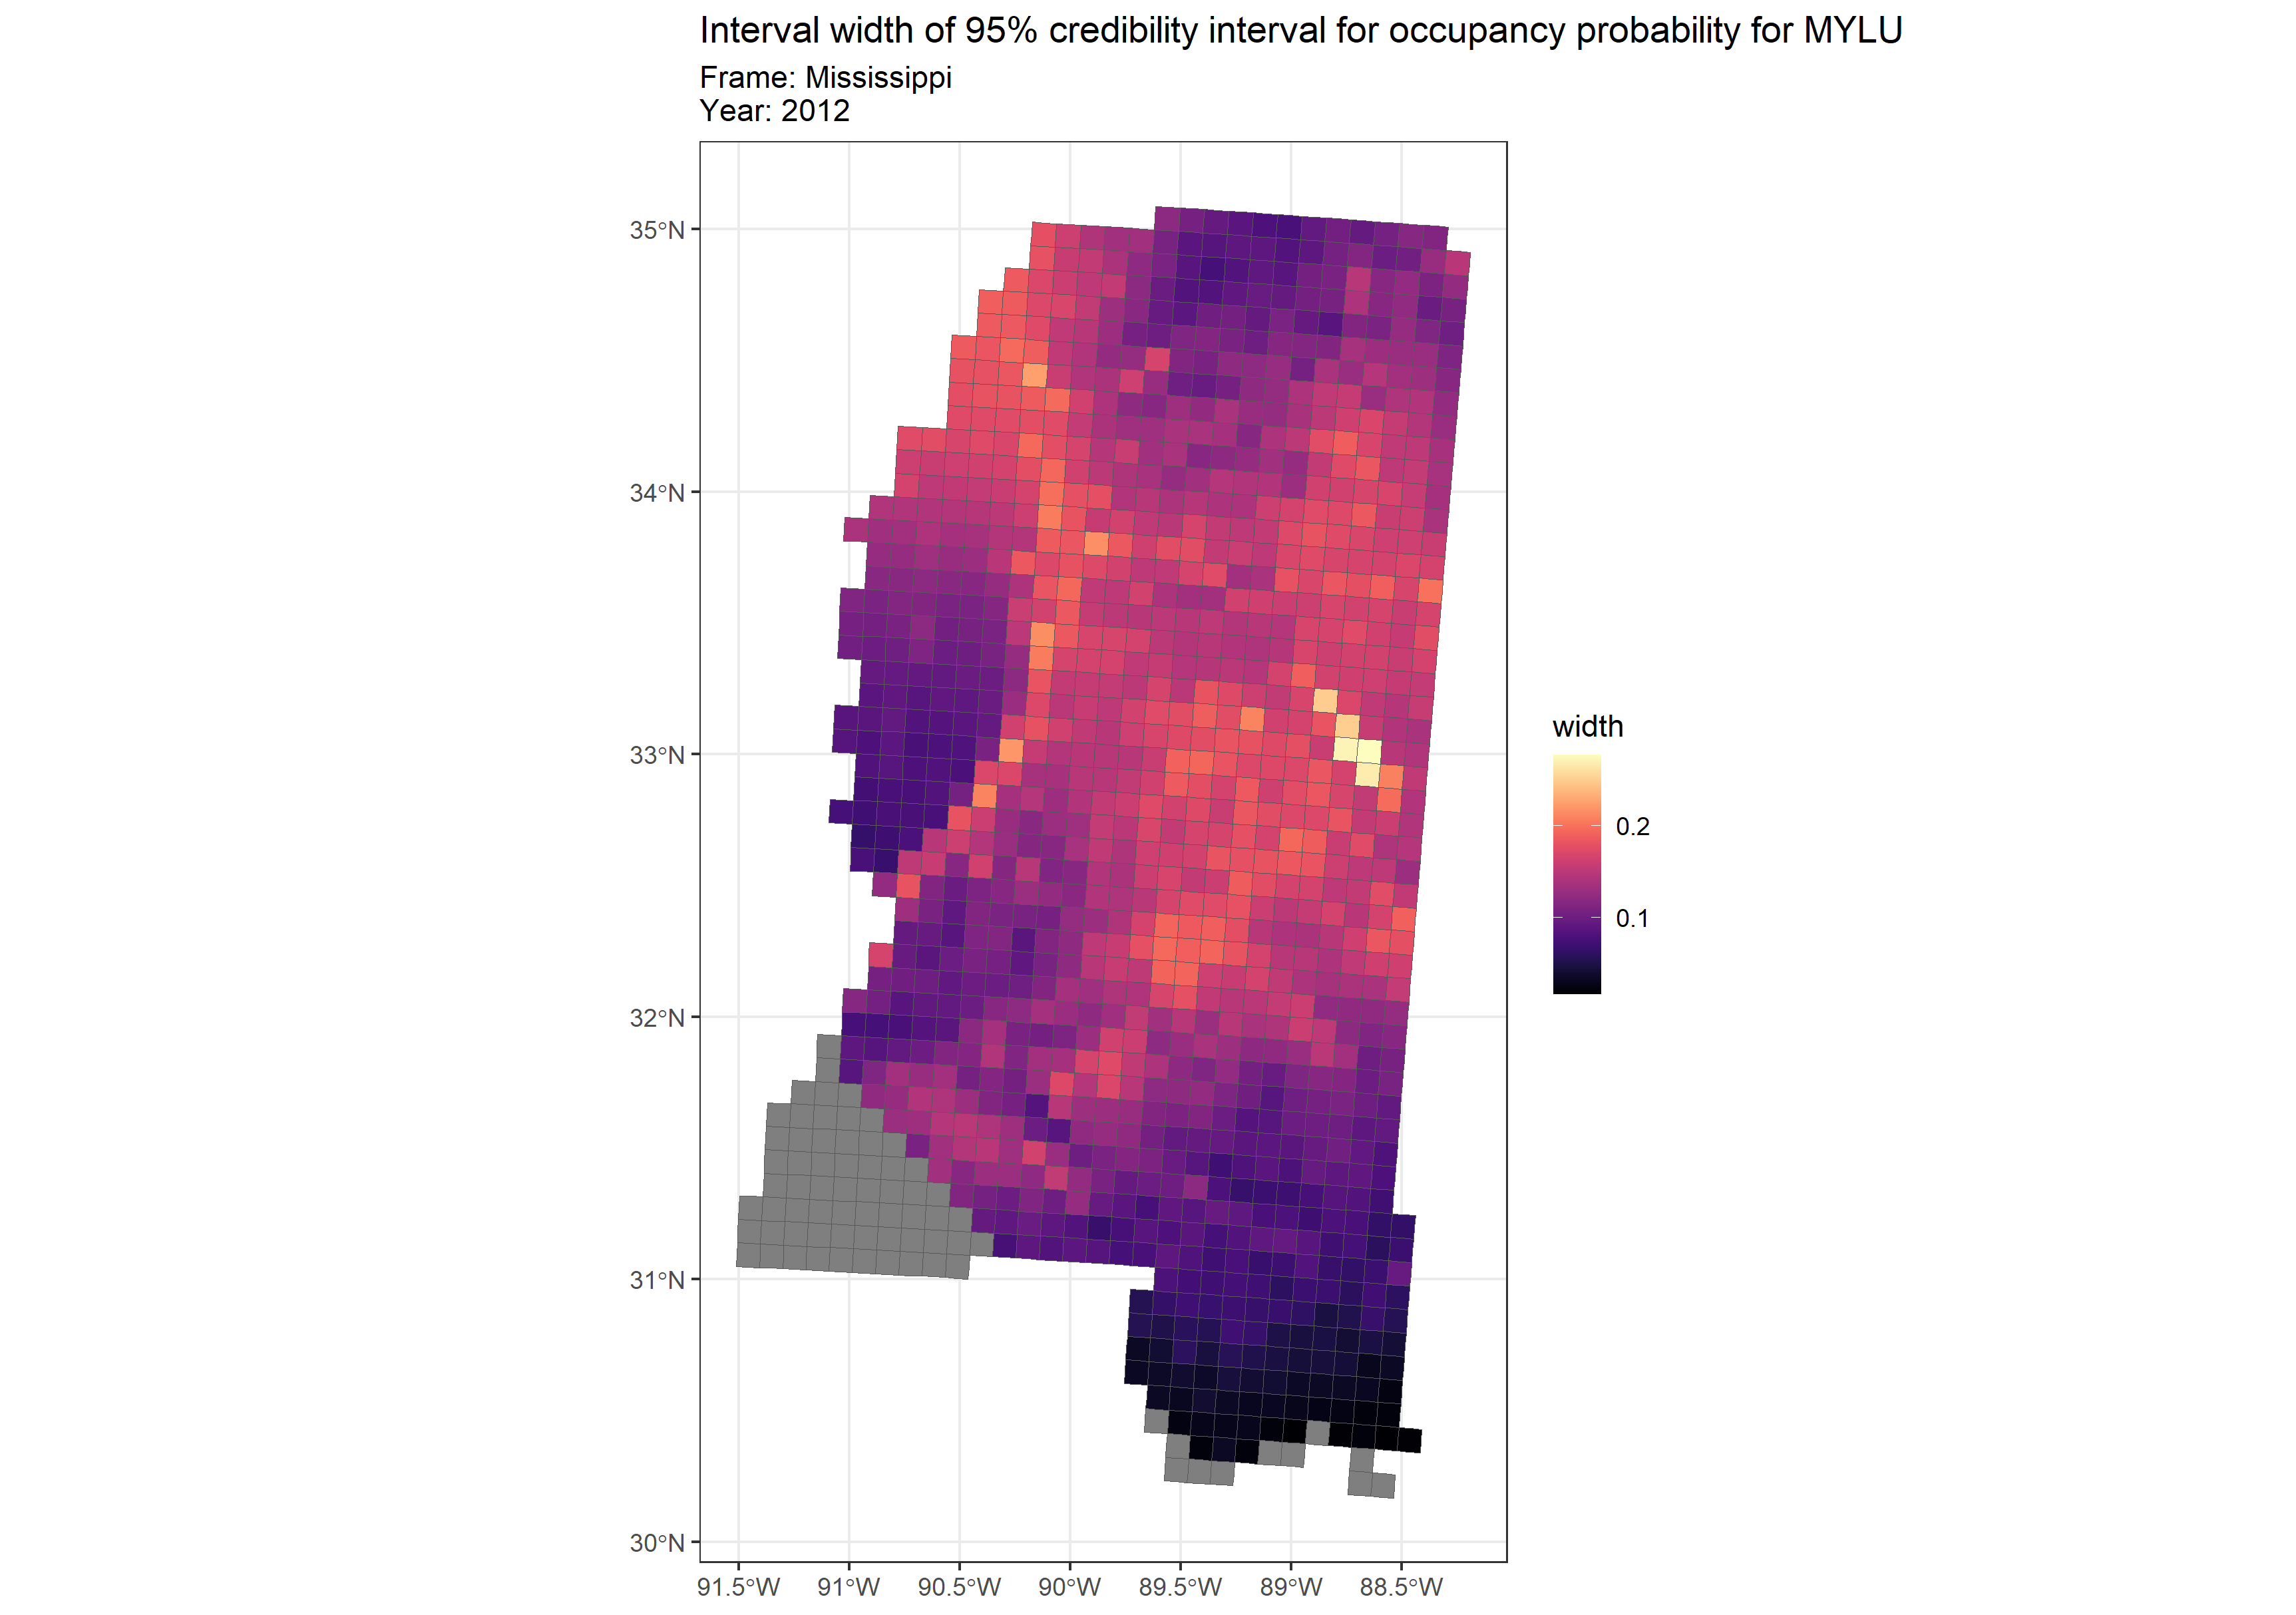 Interval width of 95% credibility interval for occupancy probability for MYLU
Frame: Mississippi
Year: 2012
35°N
34°N
33°N
32°N
31°N
30°N
91.5°W
91°W
90.5°W
90°W
89.5°W
89°W
88.5°W
width
0.2
0.1